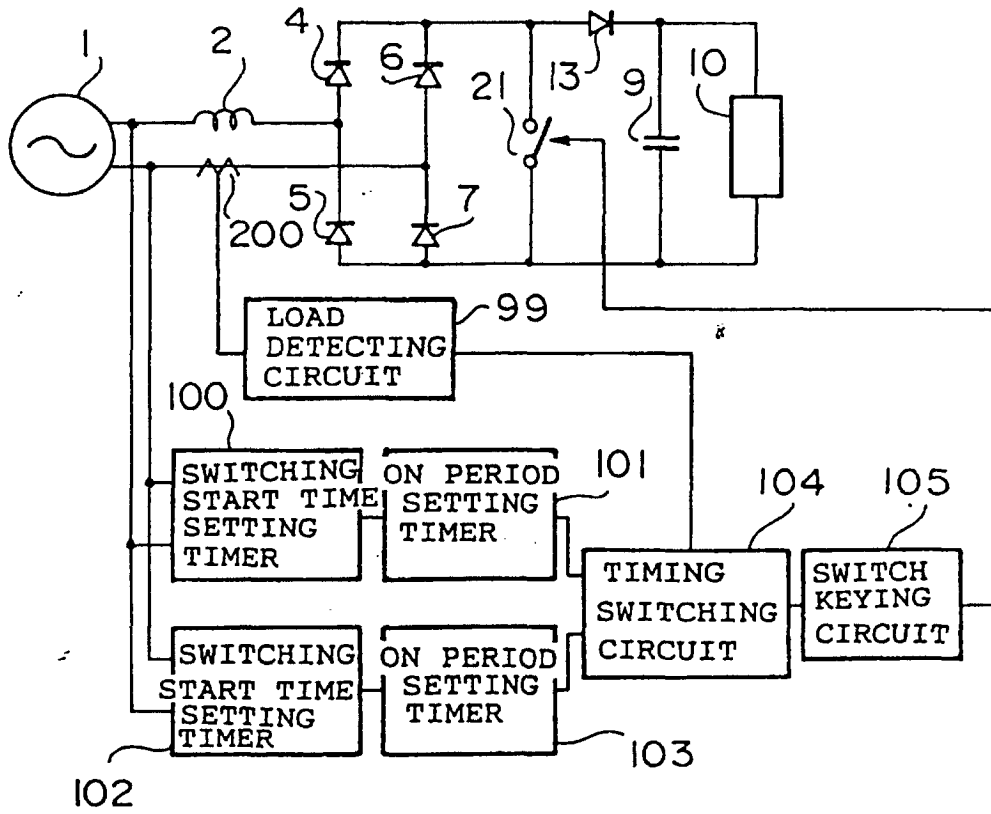 1
2
4
6
21
13
9
10
5
7
200
99
LOAD
DETECTING
CIRCUIT
100
SWITCHING
START TIME
SETTING
TIMER
ON PERIOD
SETTING
TIMER
101
104
105
TIMING
SWITCHING
CIRCUIT
SWITCH
KEYING
CIRCUIT
SWITCHING
START TIME
SETTING
TIMER
ON PERIOD
SETTING
TIMER
102
103